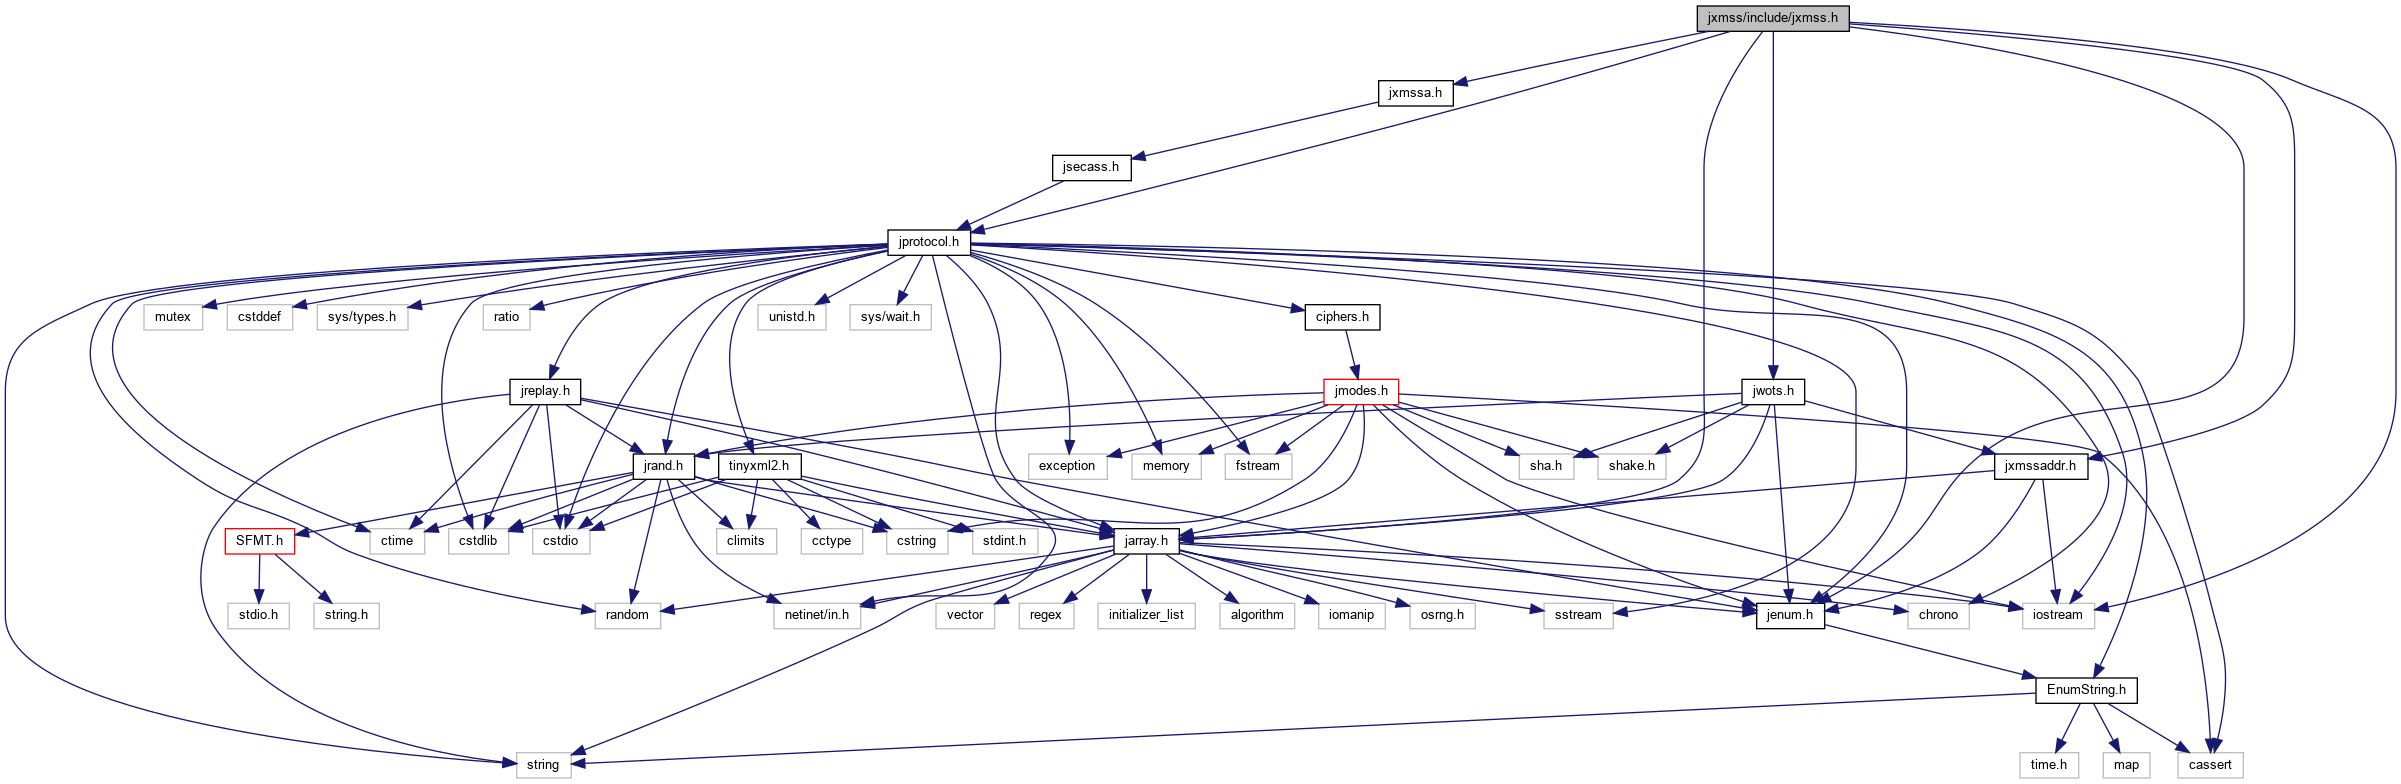 jxmss/include/jxmss.h
jxmssa.h
jsecass.h
jprotocol.h
mutex
cstddef
sys/types.h
ratio
unistd.h
sys/wait.h
ciphers.h
jreplay.h
jmodes.h
jwots.h
jrand.h
tinyxml2.h
exception
memory
fstream
sha.h
shake.h
jxmssaddr.h
SFMT.h
ctime
cstdlib
cstdio
climits
cctype
cstring
stdint.h
jarray.h
stdio.h
string.h
random
netinet/in.h
vector
regex
initializer_list
algorithm
iomanip
osrng.h
sstream
jenum.h
chrono
iostream
EnumString.h
string
time.h
map
cassert